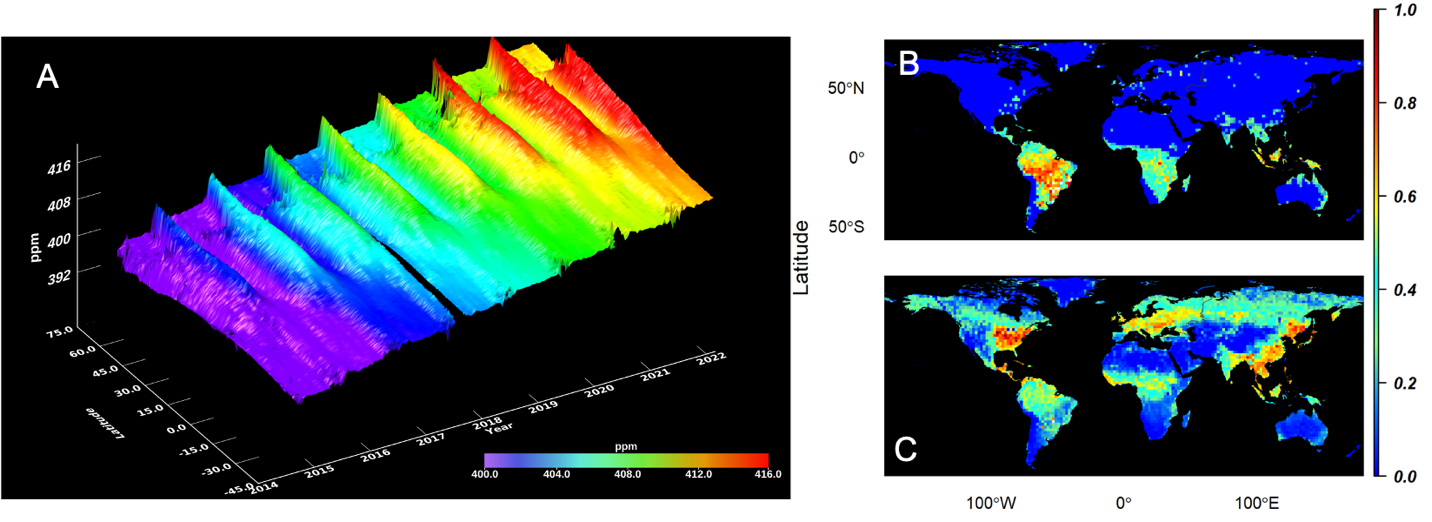 A
416
408
400
392
ppm
75.0
60.0
45.0
30.0
15.0
0.0
-15.0
-30.0
-45.0
Latitude
2014
2015
2016
2017
2018
2019
2020
2021
2022
Year
ppm
400.0 404.0 408.0 412.0 416.0
B
50°N
0°
50°S
Latitude
C
100°W 0° 100°E
1.0
0.8
0.6
0.4
0.2
0.0